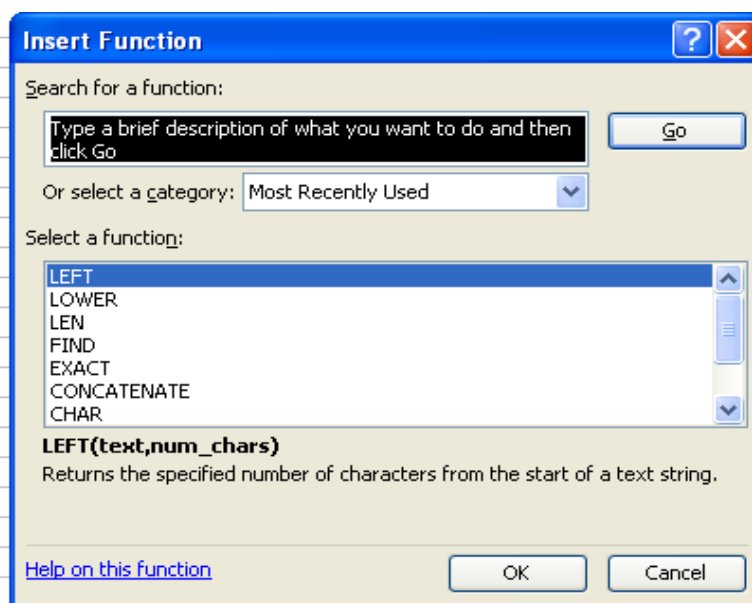 Insert Function
Search for a function:
Type a brief description of what you want to do and then
click Go
Go
Or select a category: Most Recently Used
Select a function:
LEFT
LOWER
LEN
FIND
EXACT
CONCATENATE
CHAR
LEFT(text,num_chars)
Returns the specified number of characters from the start of a text string.
Help on this function OK Cancel